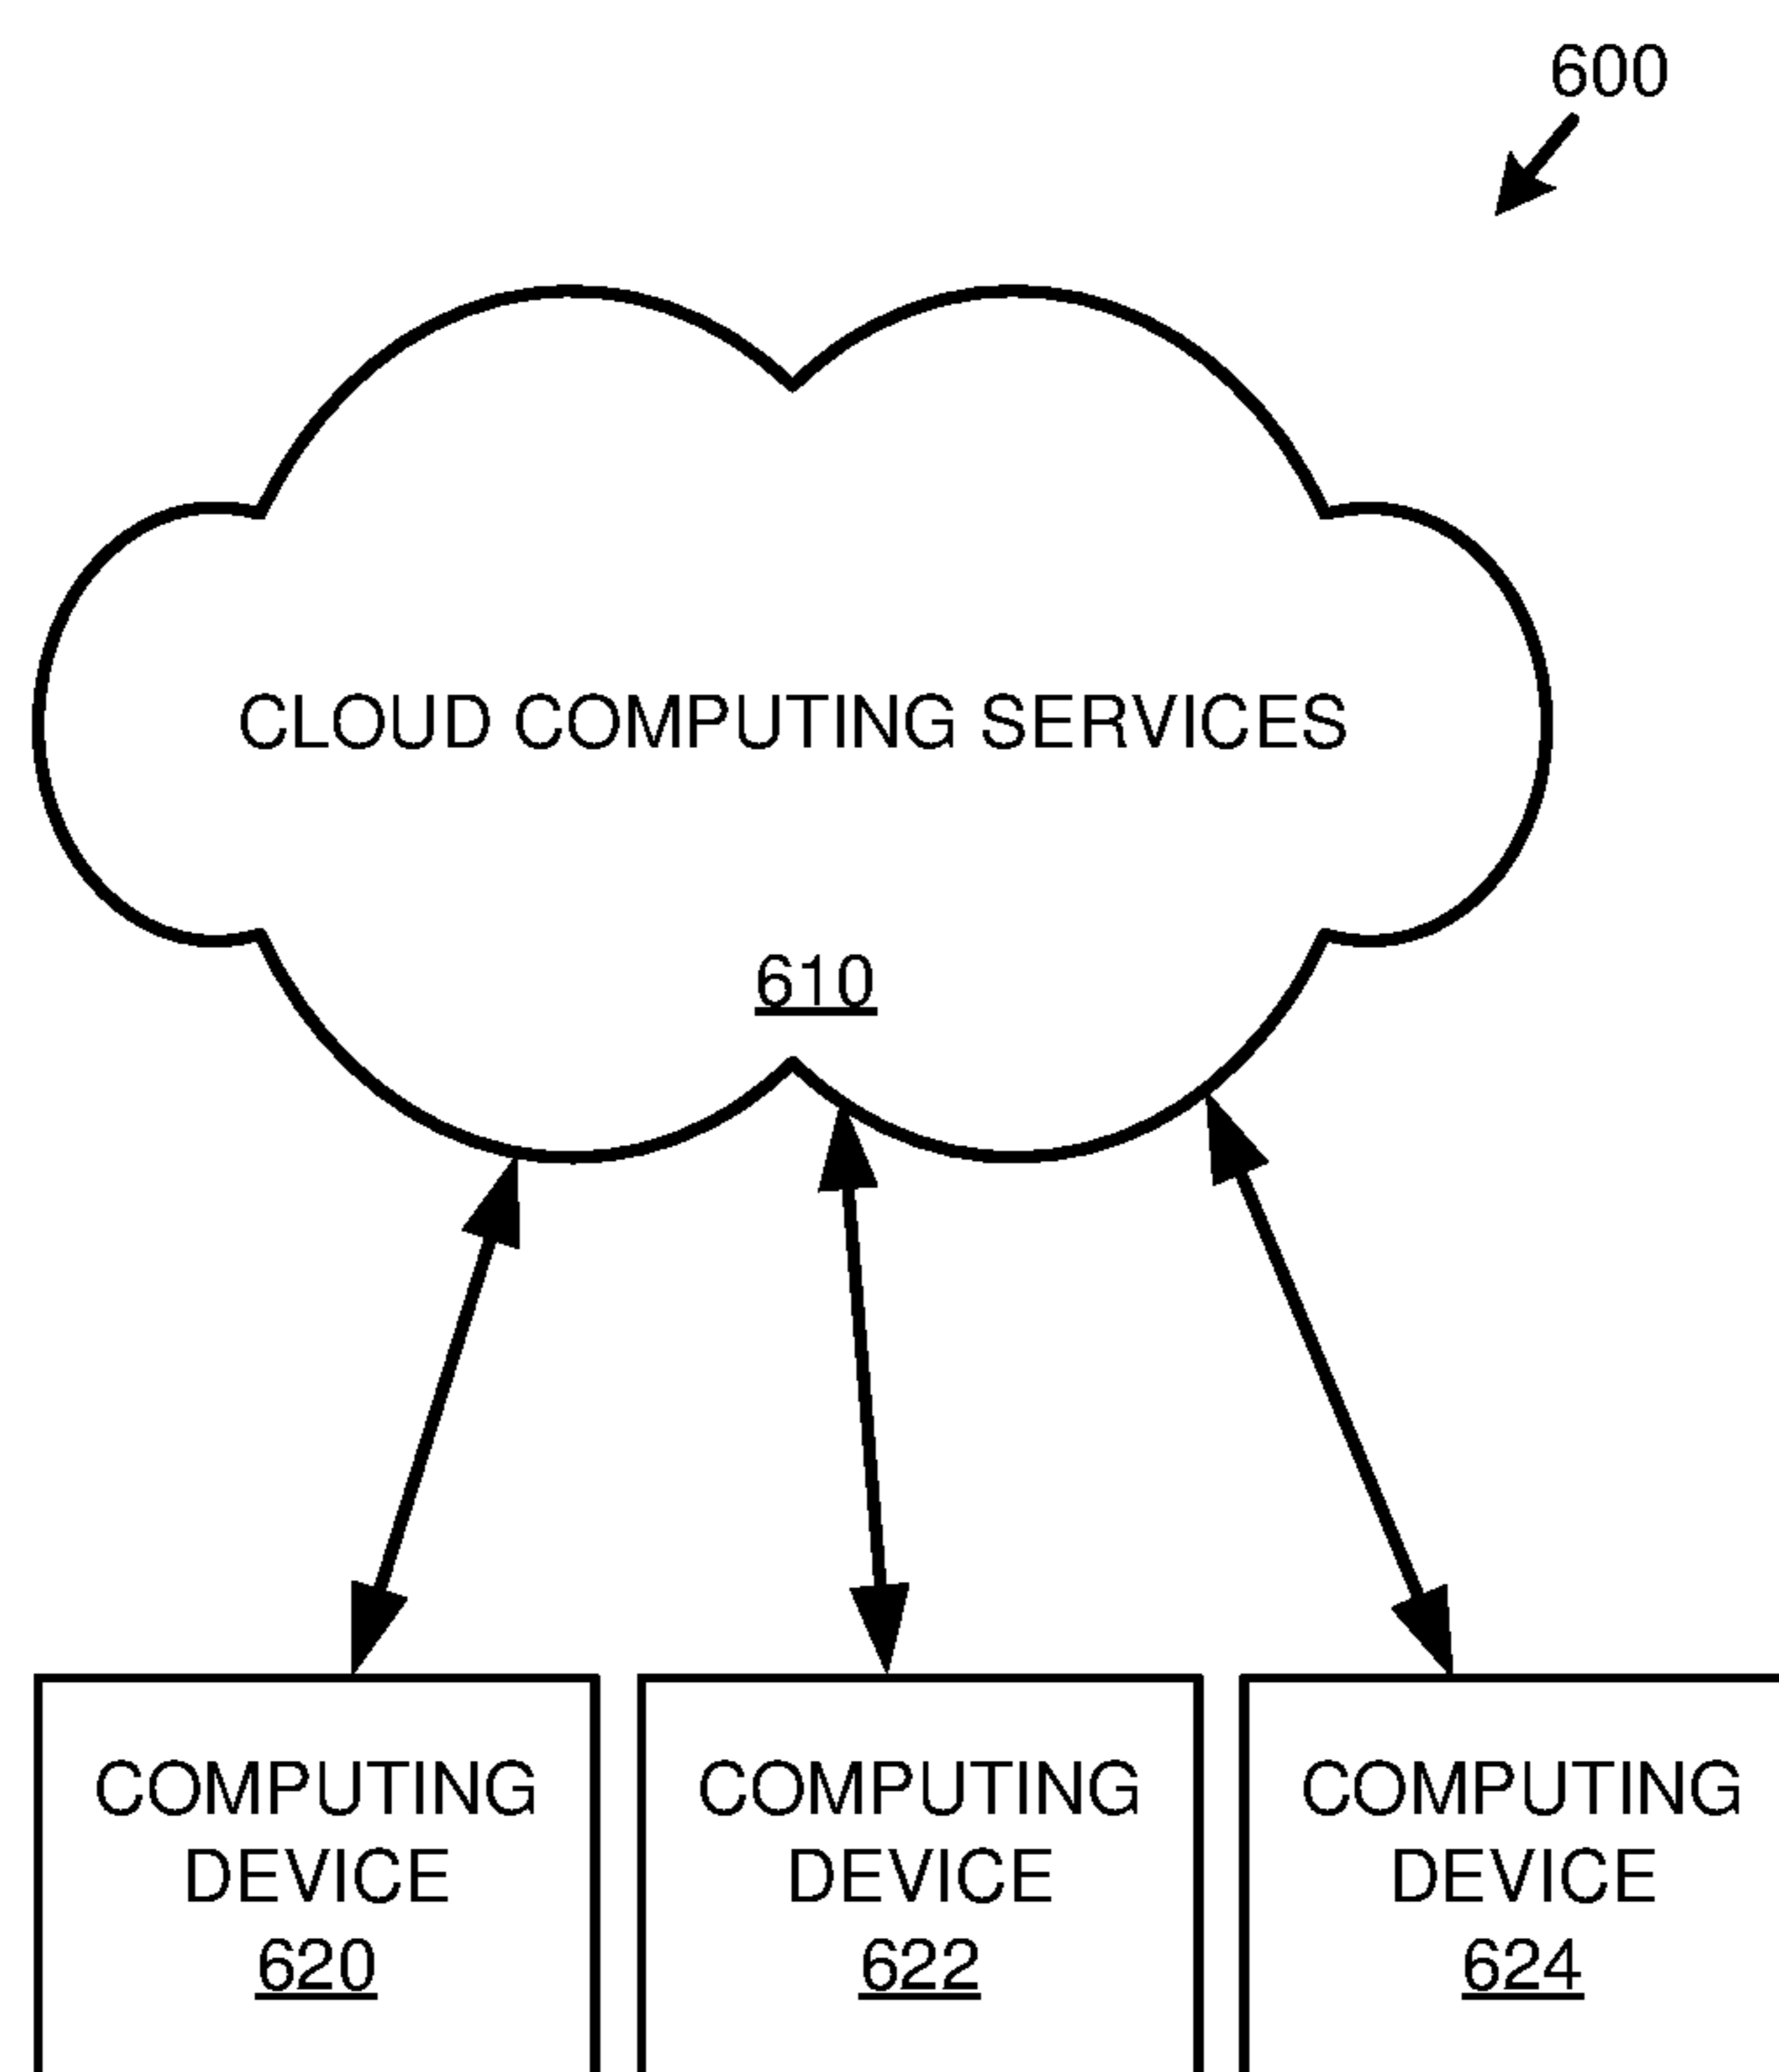 600
CLOUD COMPUTING SERVICES
610
COMPUTING
DEVICE
620
COMPUTING
DEVICE
622
COMPUTING
DEVICE
624